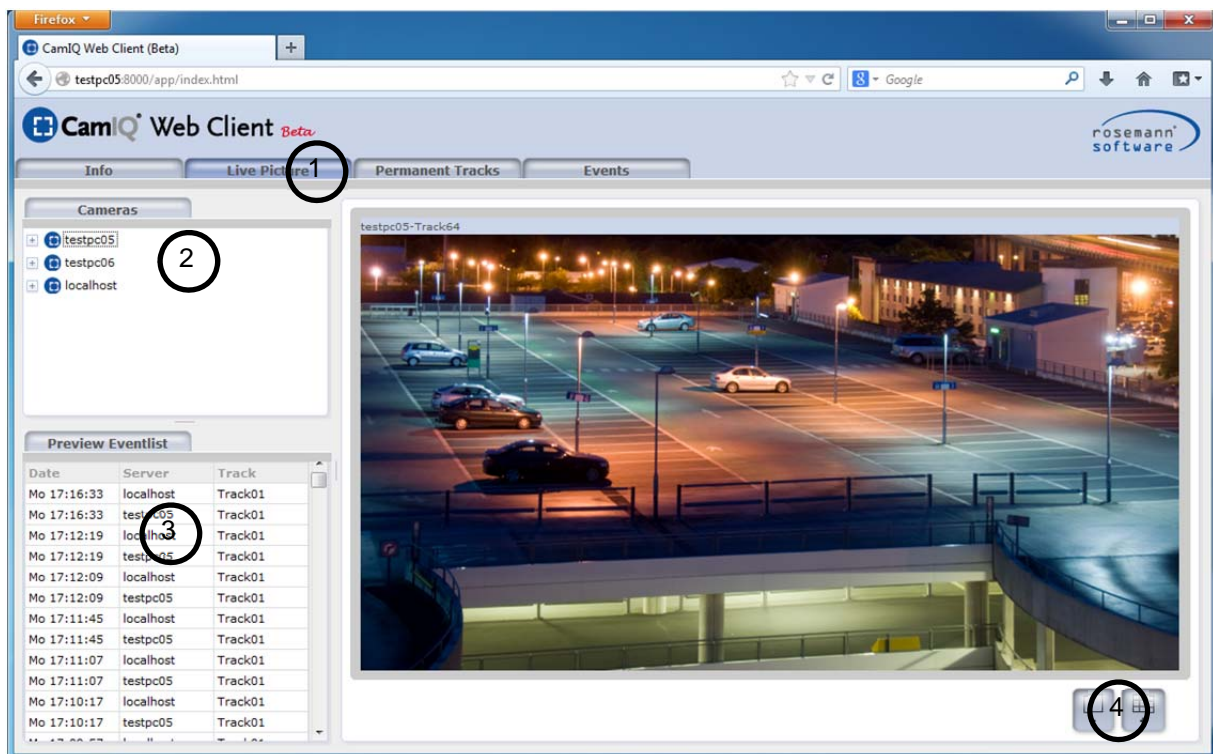 Firefox
CamIQ Web Client (Beta)
+
testpc05:8000/app/index.html
Google
CamIQ Web Client Beta
rosemann
software
Info
Live Picture
1
Permanent Tracks
Events
Cameras
testpc05
testpc06
localhost
2
testpc05-Track64
Preview Eventlist
Date Server Track
Mo 17:16:33 localhost Track01
Mo 17:16:33 testpc05 Track01
3
Mo 17:12:19 localhost Track01
Mo 17:12:19 testpc05 Track01
Mo 17:12:09 localhost Track01
Mo 17:12:09 testpc05 Track01
Mo 17:11:45 localhost Track01
Mo 17:11:45 testpc05 Track01
Mo 17:11:07 localhost Track01
Mo 17:11:07 testpc05 Track01
Mo 17:10:17 localhost Track01
Mo 17:10:17 testpc05 Track01
4